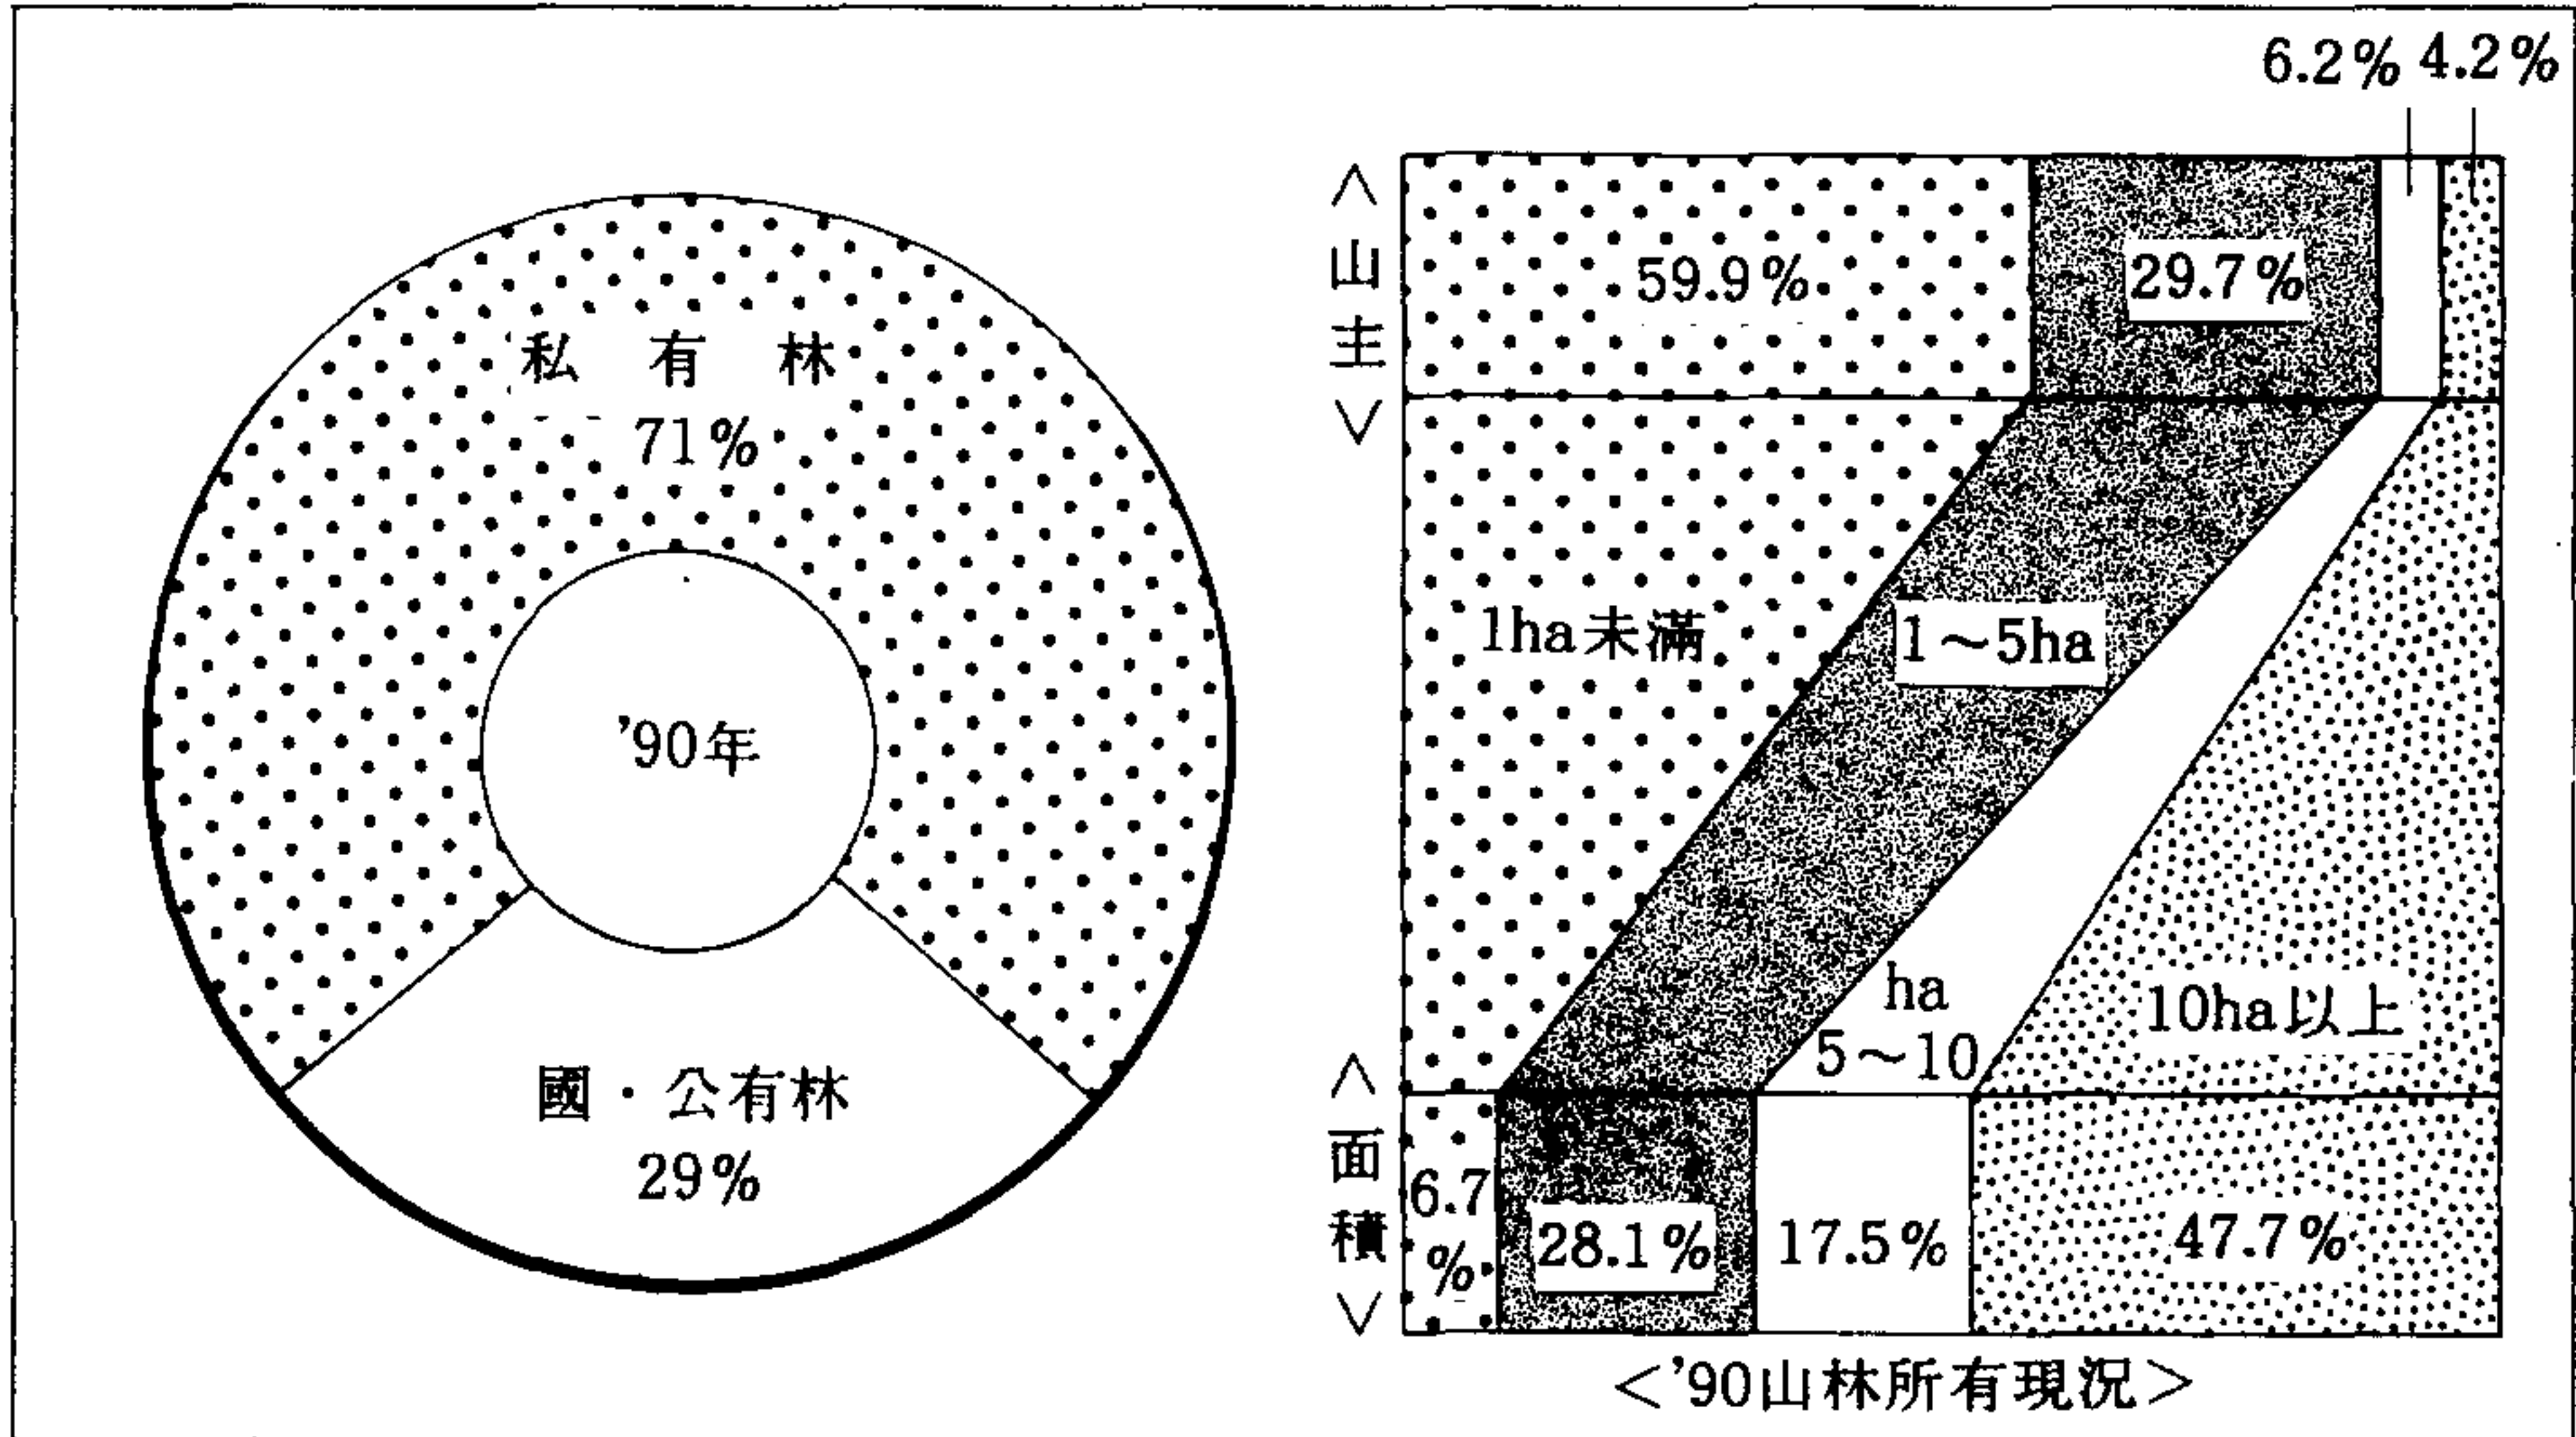 私有林
71%
'90年
國·公有林
29%
6.2% 4.2%
<山主>
59.9%
29.7%
1ha未滿
1~5ha
ha
5~10
10ha以上
<面積>
6.7
%
28.1%
17.5%
47.7%
<'90山林所有現況>